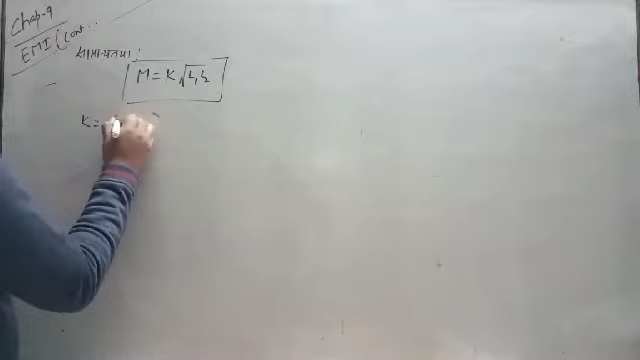 Chap-9
EMI (Cont...
सामान्यतया :
M = K√L₁L₂
K =